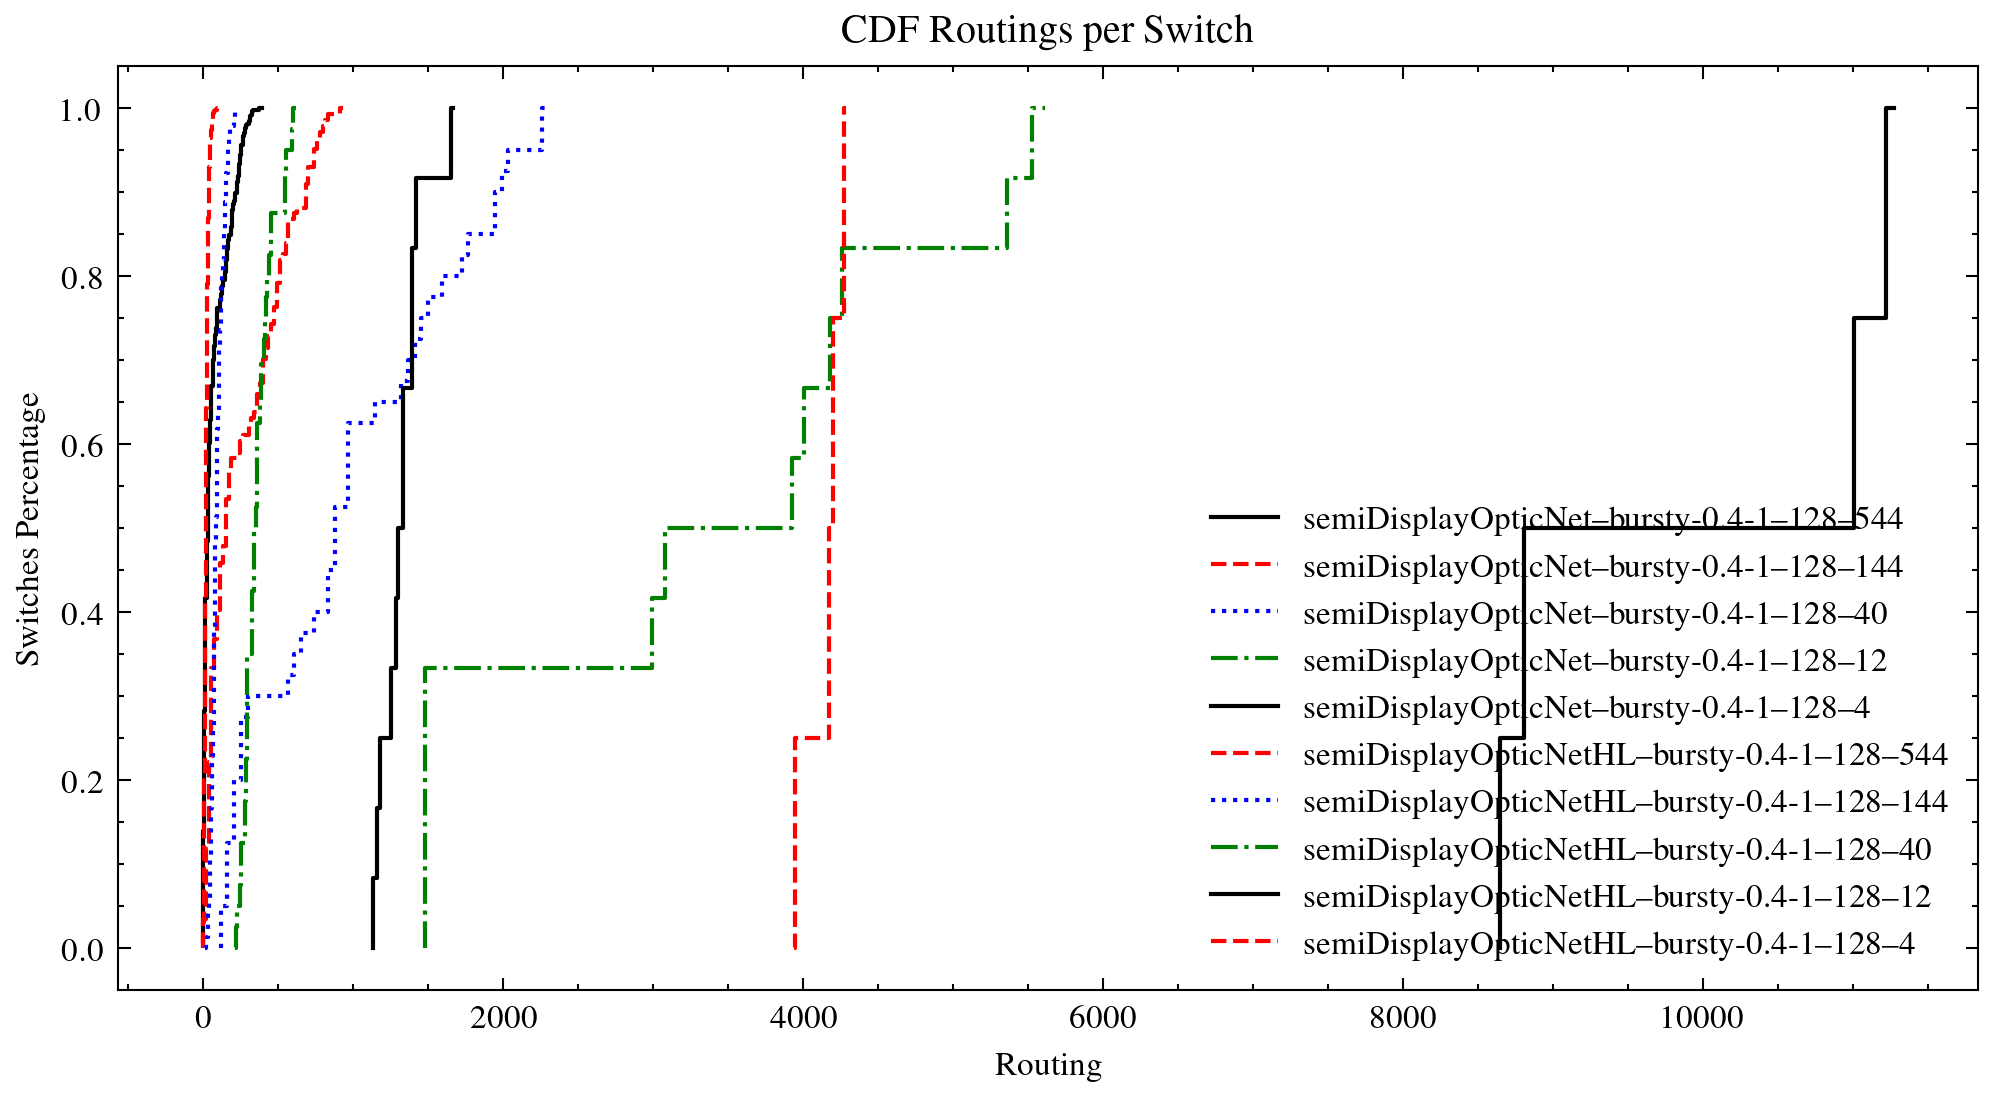 CDF Routings per Switch
1.0
0.8
0.6
0.4
0.2
0.0
Switches Percentage
semiDisplayOpticNet–bursty-0.4-1–128–544
semiDisplayOpticNet–bursty-0.4-1–128–144
semiDisplayOpticNet–bursty-0.4-1–128–40
semiDisplayOpticNet–bursty-0.4-1–128–12
semiDisplayOpticNet–bursty-0.4-1–128–4
semiDisplayOpticNetHL–bursty-0.4-1–128–544
semiDisplayOpticNetHL–bursty-0.4-1–128–144
semiDisplayOpticNetHL–bursty-0.4-1–128–40
semiDisplayOpticNetHL–bursty-0.4-1–128–12
semiDisplayOpticNetHL–bursty-0.4-1–128–4
0 2000 4000 6000 8000 10000
Routing